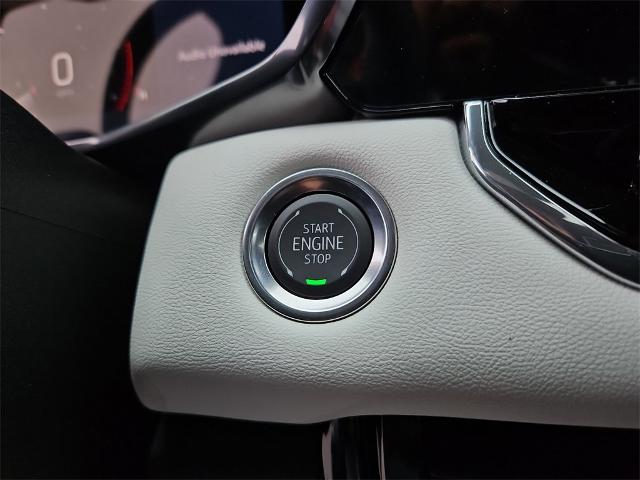 0
Audio Unavailable
START
ENGINE
STOP